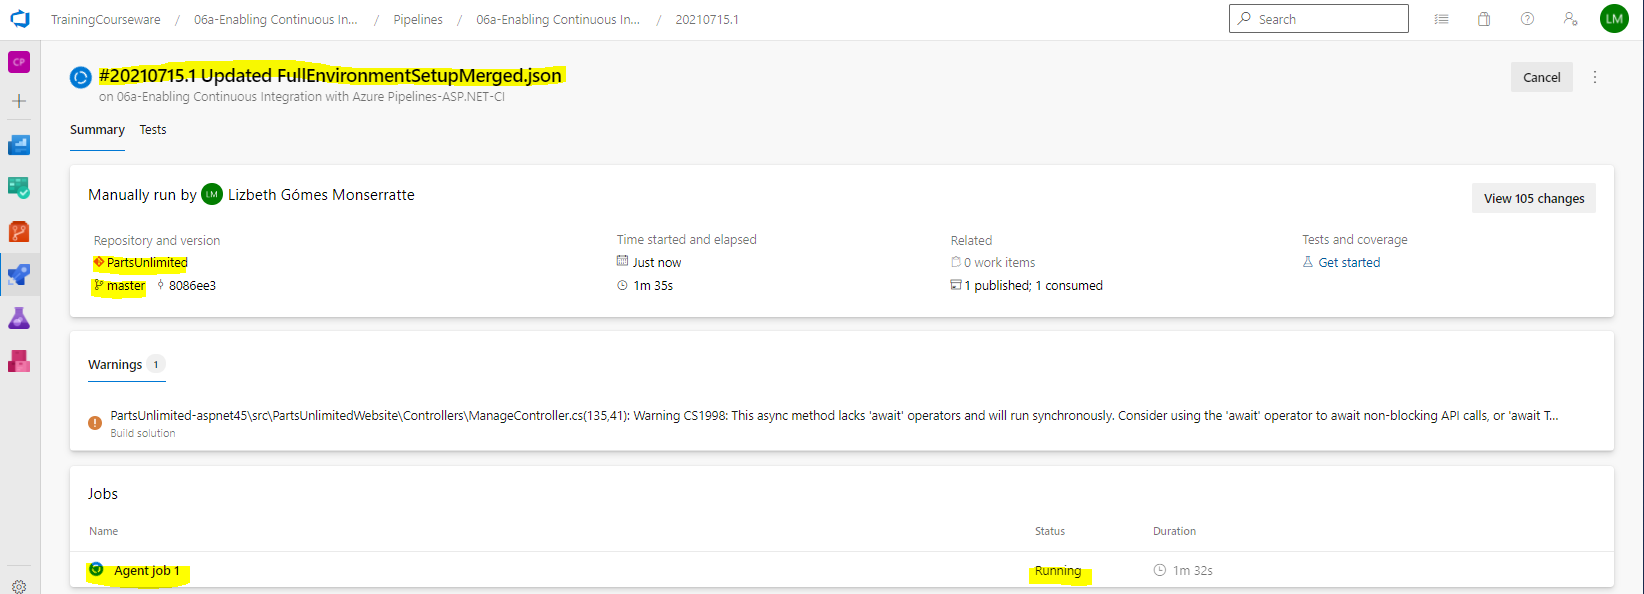 TrainingCourseware / 06a-Enabling Continuous In... / Pipelines / 06a-Enabling Continuous In... / 20210715.1
Search
LM
CP
#20210715.1 Updated FullEnvironmentSetupMerged.json
on 06a-Enabling Continuous Integration with Azure Pipelines-ASP.NET-CI
Cancel
Summary Tests
Manually run by LM Lizbeth Gómes Monserratte
View 105 changes
Repository and version Time started and elapsed Related Tests and coverage
PartsUnlimited Just now 0 work items Get started
master 8086ee3 1m 35s 1 published; 1 consumed
Warnings 1
PartsUnlimited-aspnet45\src\PartsUnlimitedWebsite\Controllers\ManageController.cs(135,41): Warning CS1998: This async method lacks 'await' operators and will run synchronously. Consider using the 'await' operator to await non-blocking API calls, or 'await T...
Build solution
Jobs
Name Status Duration
Agent job 1 Running 1m 32s